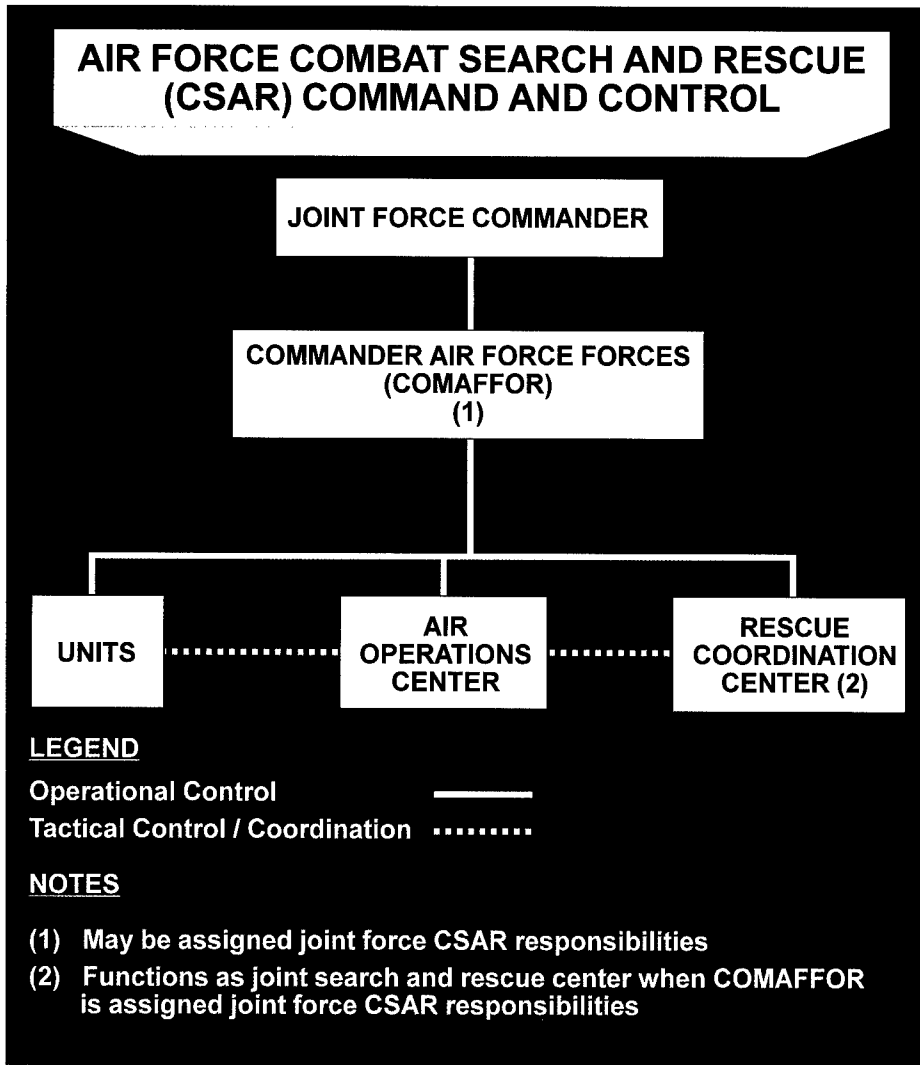 AIR FORCE COMBAT SEARCH AND RESCUE
(CSAR) COMMAND AND CONTROL
JOINT FORCE COMMANDER
COMMANDER AIR FORCE FORCES
(COMAFFOR)
(1)
UNITS
AIR
OPERATIONS
CENTER
RESCUE
COORDINATION
CENTER (2)
LEGEND
Operational Control
Tactical Control / Coordination
NOTES
(1) May be assigned joint force CSAR responsibilities
(2) Functions as joint search and rescue center when COMAFFOR
is assigned joint force CSAR responsibilities